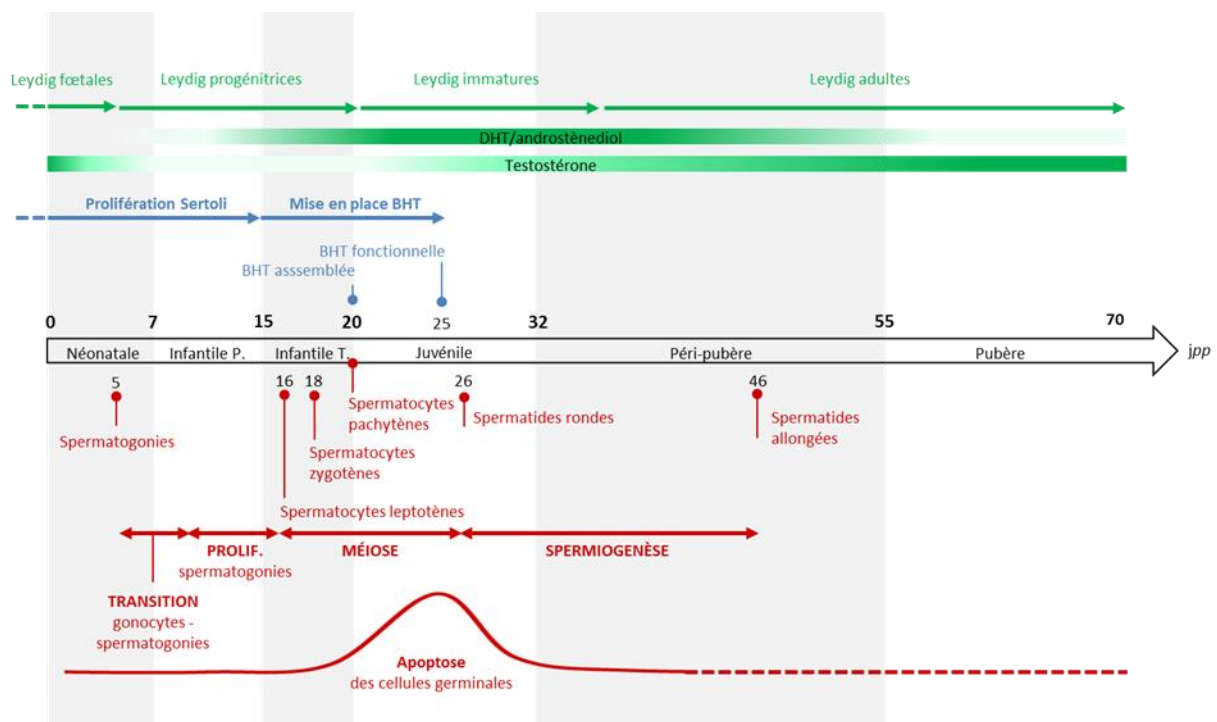 Leydig fœtales
Leydig progénitrices
Leydig immatures
Leydig adultes
DHT/androstènediol
Testostérone
Prolifération Sertoli
Mise en place BHT
BHT fonctionnelle
BHT asssemblée
0 7 15 20 25 32 55 70
Néonatale Infantile P. Infantile T. Juvénile Péri-pubère Pubère jpp
5 16 18 26 46
Spermatogonies
Spermatocytes
pachytènes
Spermatides rondes
Spermatides
allongées
Spermatocytes
zygotènes
Spermatocytes leptotènes
PROLIF.
spermatogonies
MÉIOSE
SPERMIOGENÈSE
TRANSITION
gonocytes -
spermatogonies
Apoptose
des cellules germinales